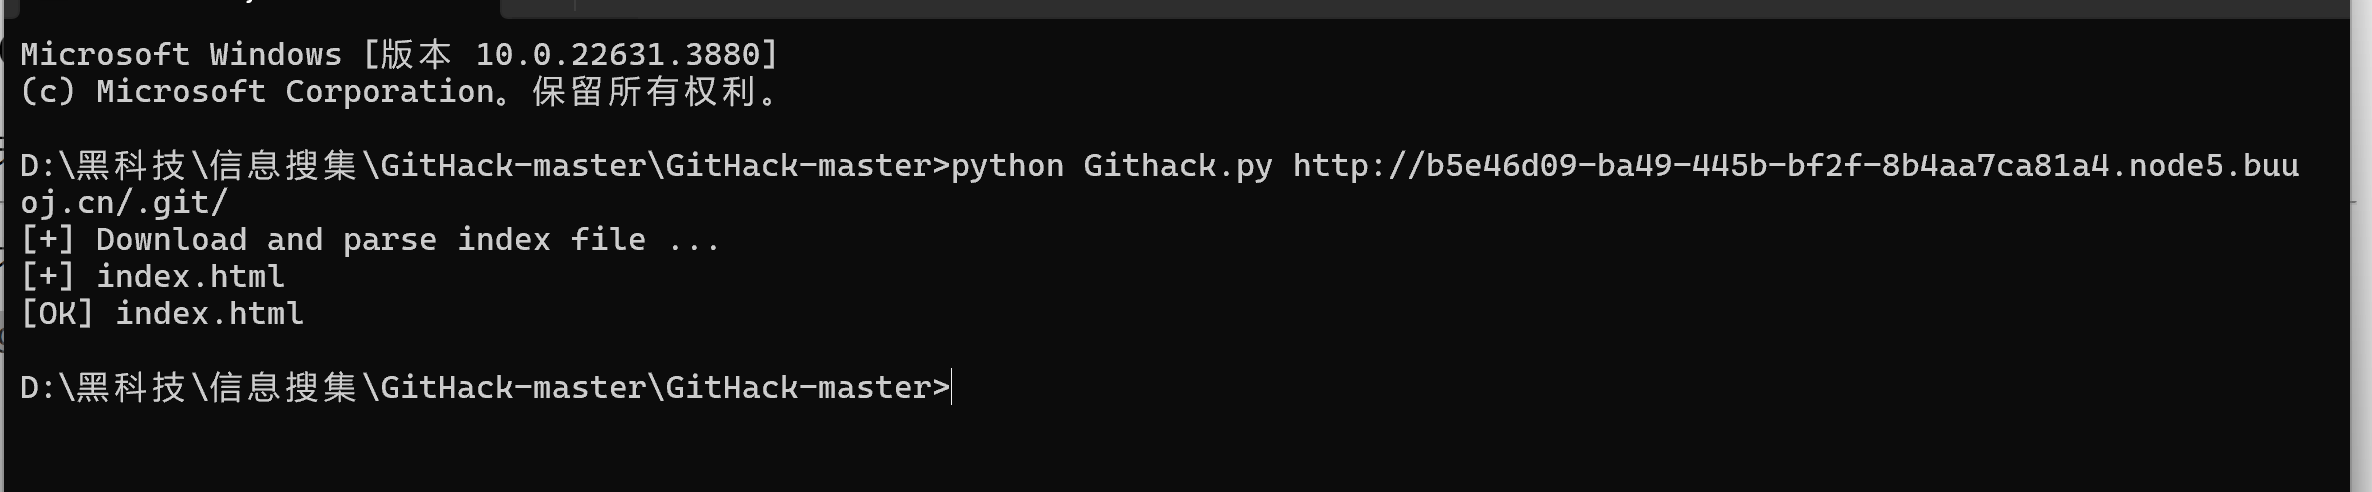 Microsoft Windows [版本 10.0.22631.3880]
(c) Microsoft Corporation。保留所有权利。
D:\黑科技\信息搜集\GitHack-master\GitHack-master>python Githack.py http://b5e46d09-ba49-445b-bf2f-8b4aa7ca81a4.node5.buu
oj.cn/.git/
[+] Download and parse index file ...
[+] index.html
[OK] index.html
D:\黑科技\信息搜集\GitHack-master\GitHack-master>